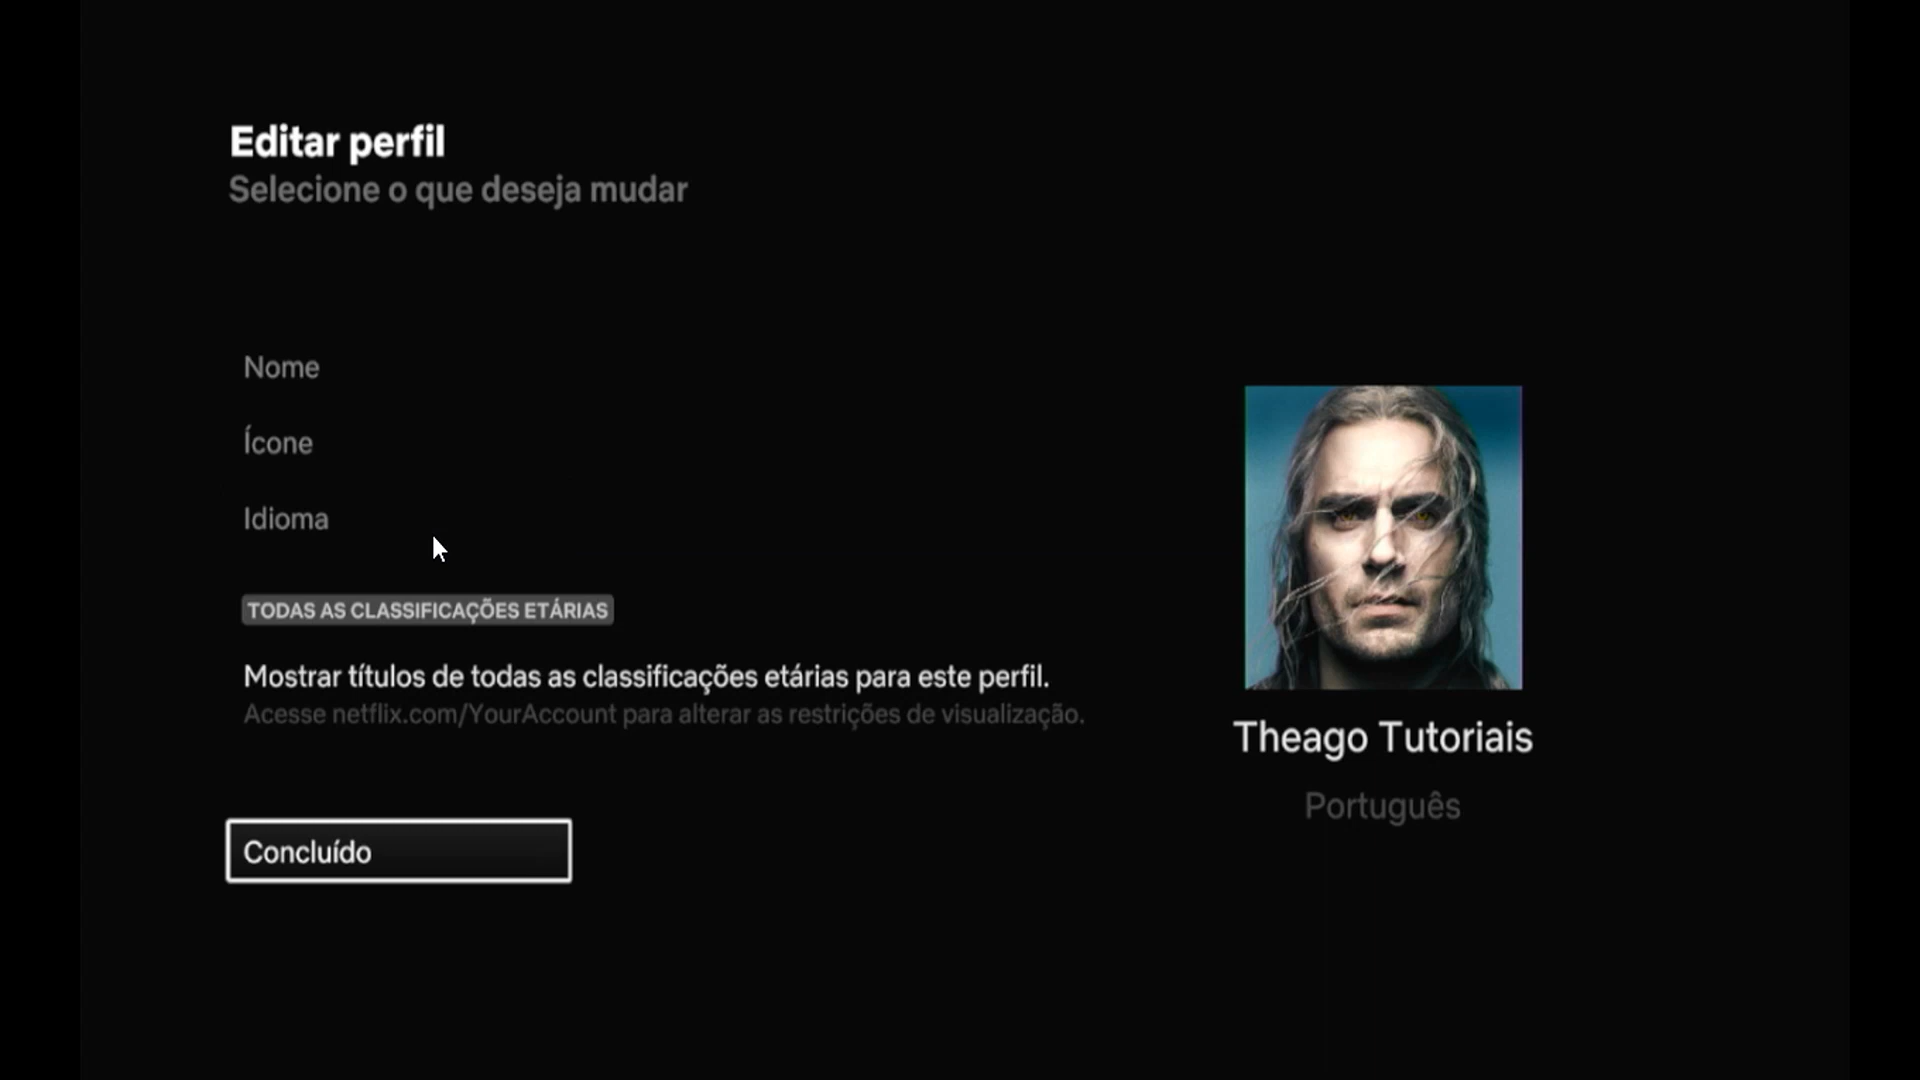 Editar perfil
Selecione o que deseja mudar
Nome
Ícone
Idioma
TODAS AS CLASSIFICAÇÕES ETÁRIAS
Mostrar títulos de todas as classificações etárias para este perfil.
Acesse netflix.com/YourAccount para alterar as restrições de visualização.
Concluído
Theago Tutoriais
Português